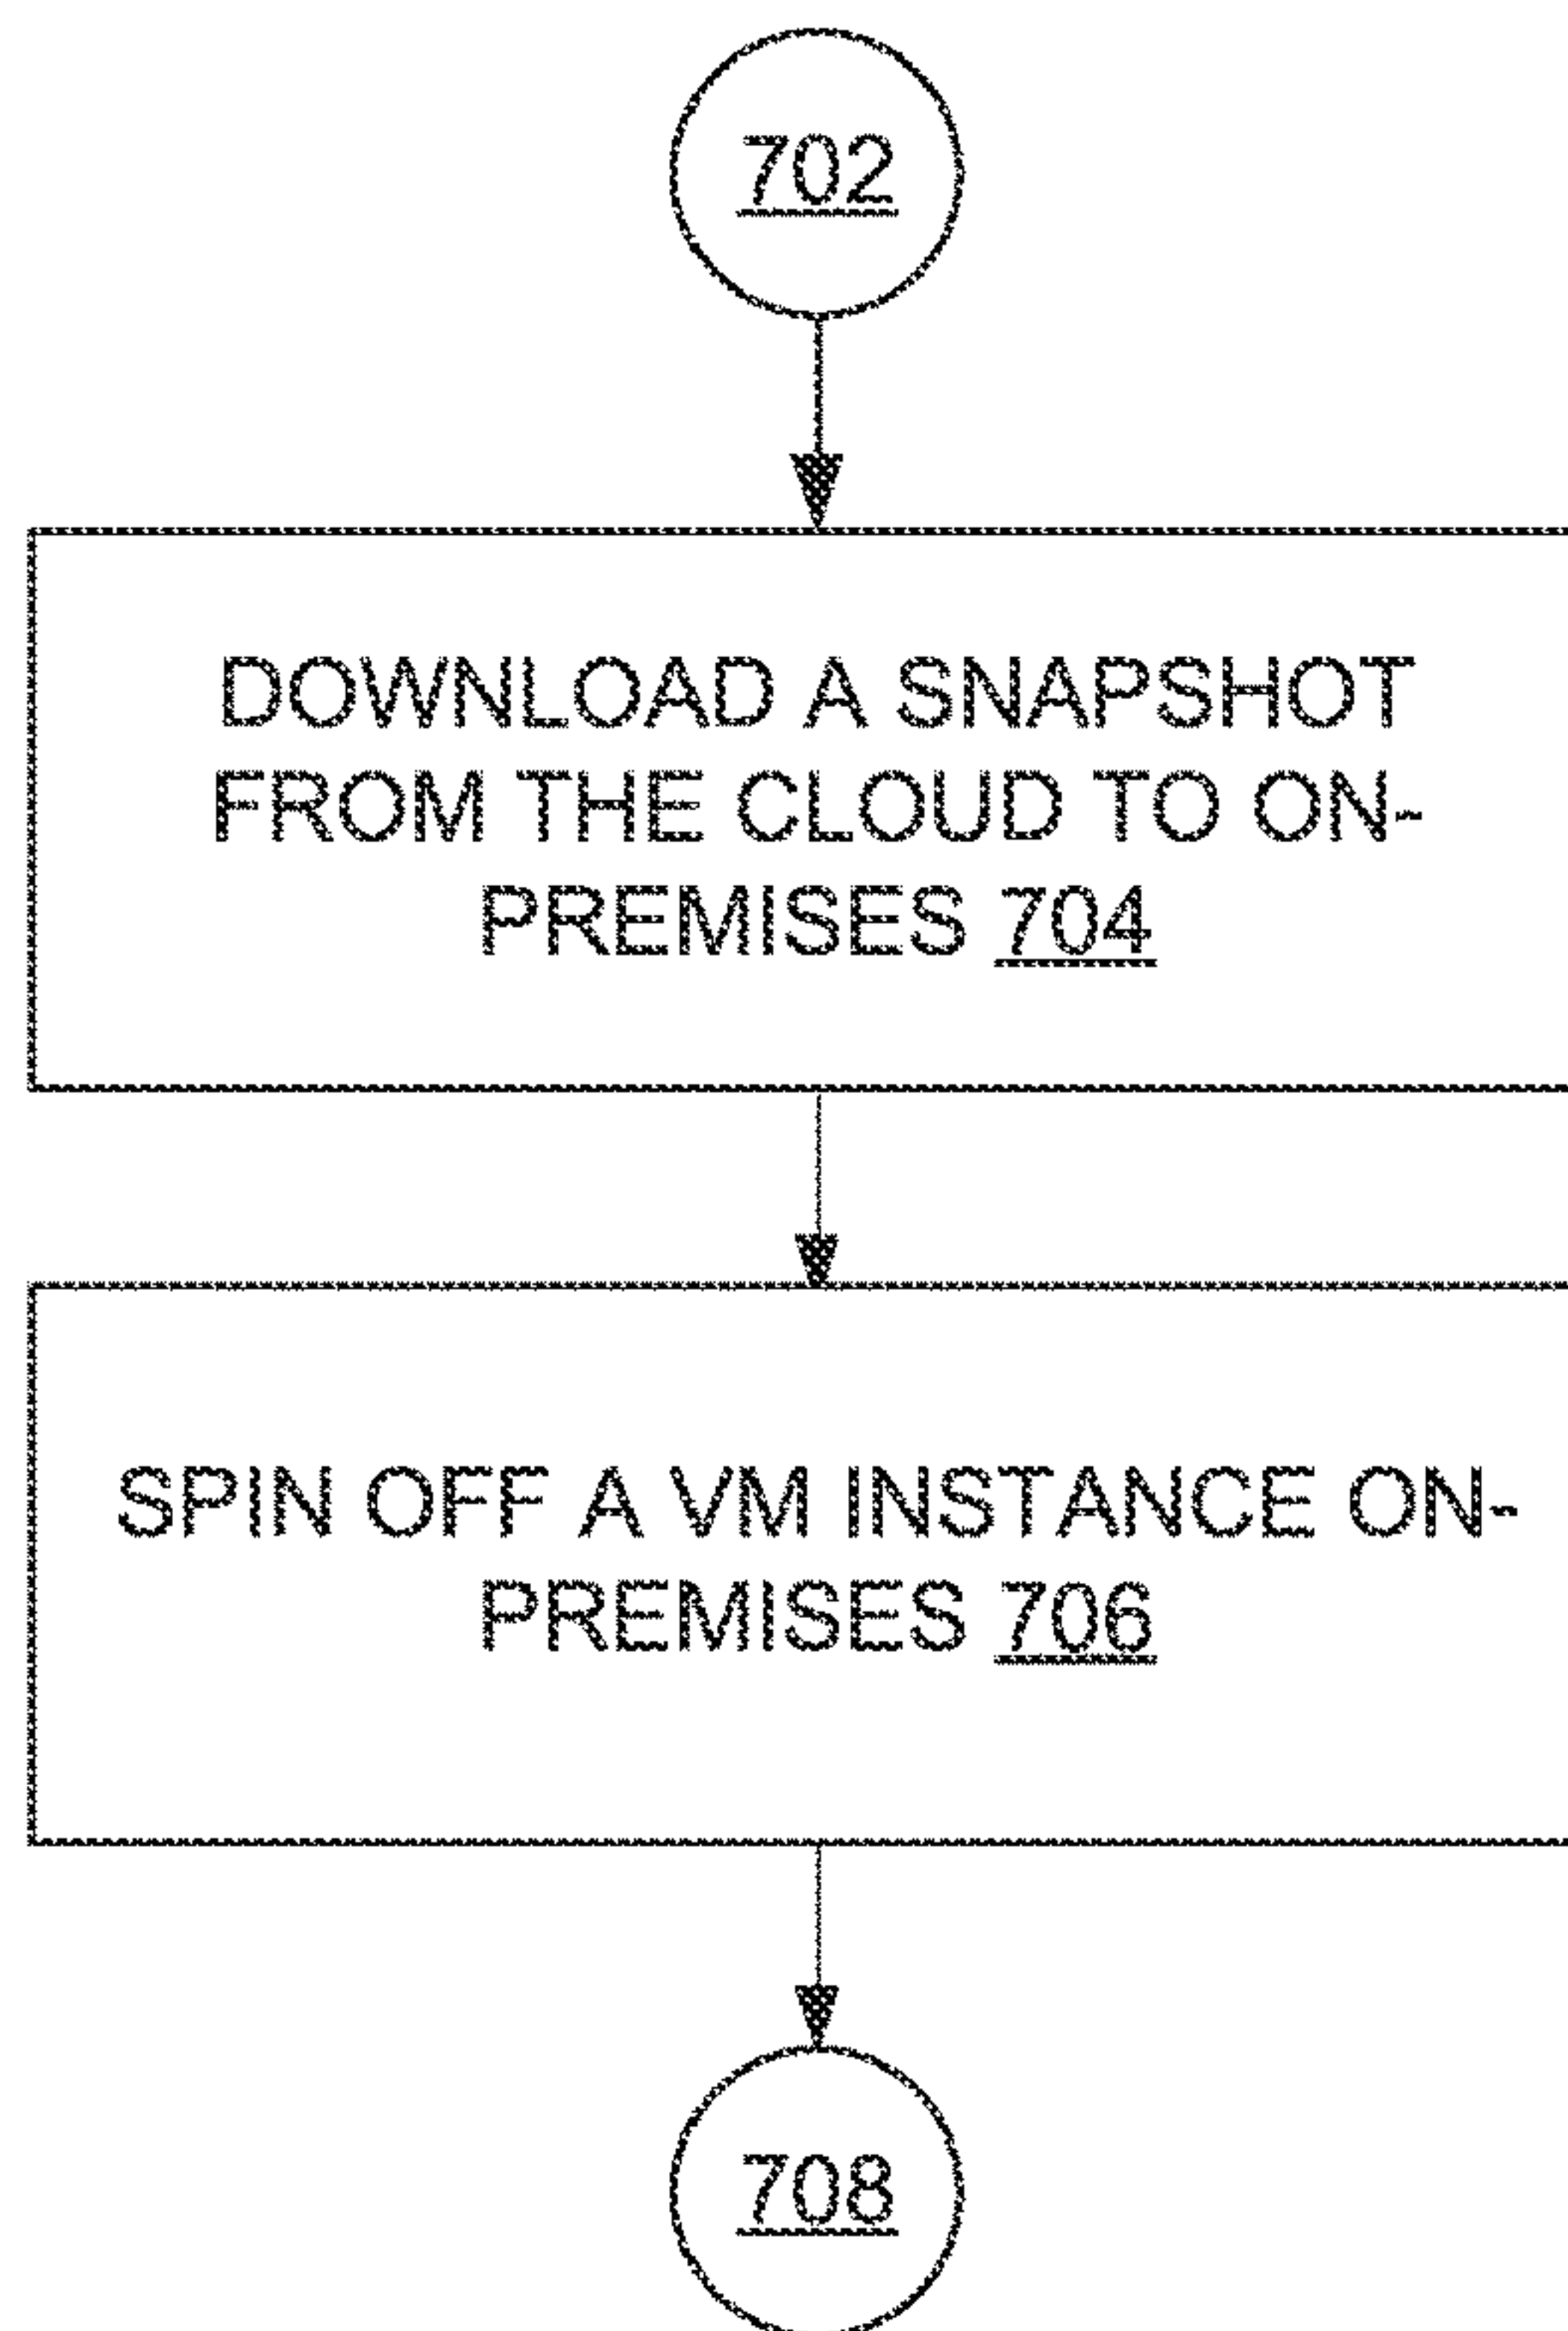 702
DOWNLOAD A SNAPSHOT
FROM THE CLOUD TO ON-
PREMISES 704
SPIN OFF A VM INSTANCE ON-
PREMISES 706
708